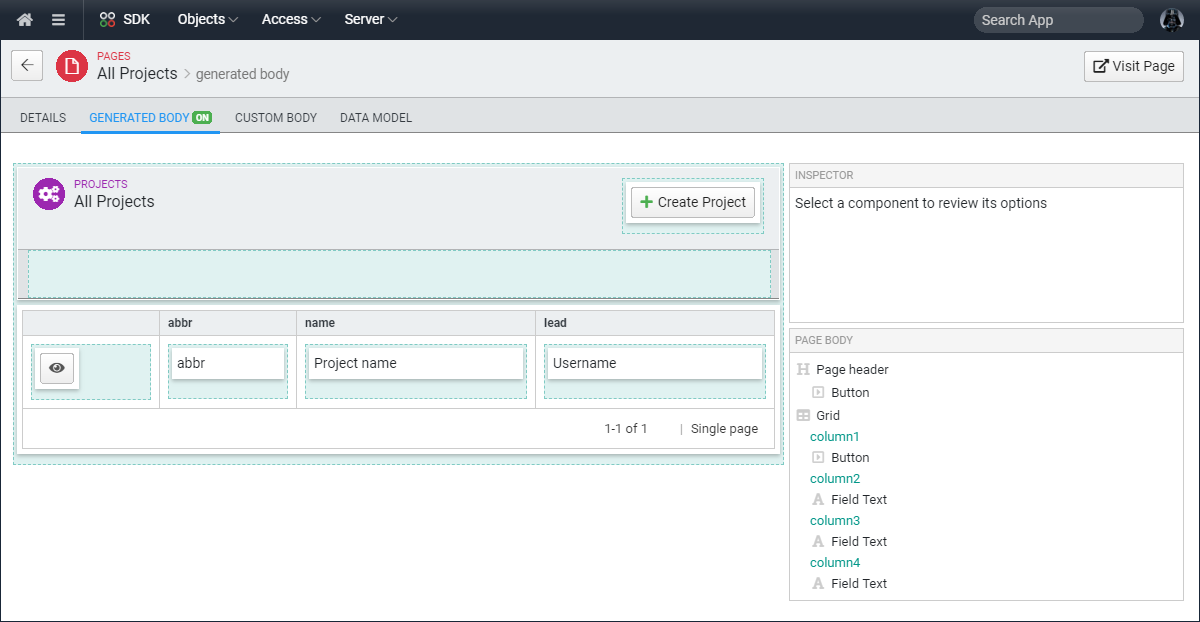 SDK Objects Access Server Search App
PAGES
All Projects > generated body
Visit Page
DETAILS GENERATED BODY ON CUSTOM BODY DATA MODEL
PROJECTS
All Projects
Create Project
abbr name lead
abbr Project name Username
1-1 of 1 | Single page
INSPECTOR
Select a component to review its options
PAGE BODY
H Page header
Button
Grid
column1
Button
column2
A Field Text
column3
A Field Text
column4
A Field Text